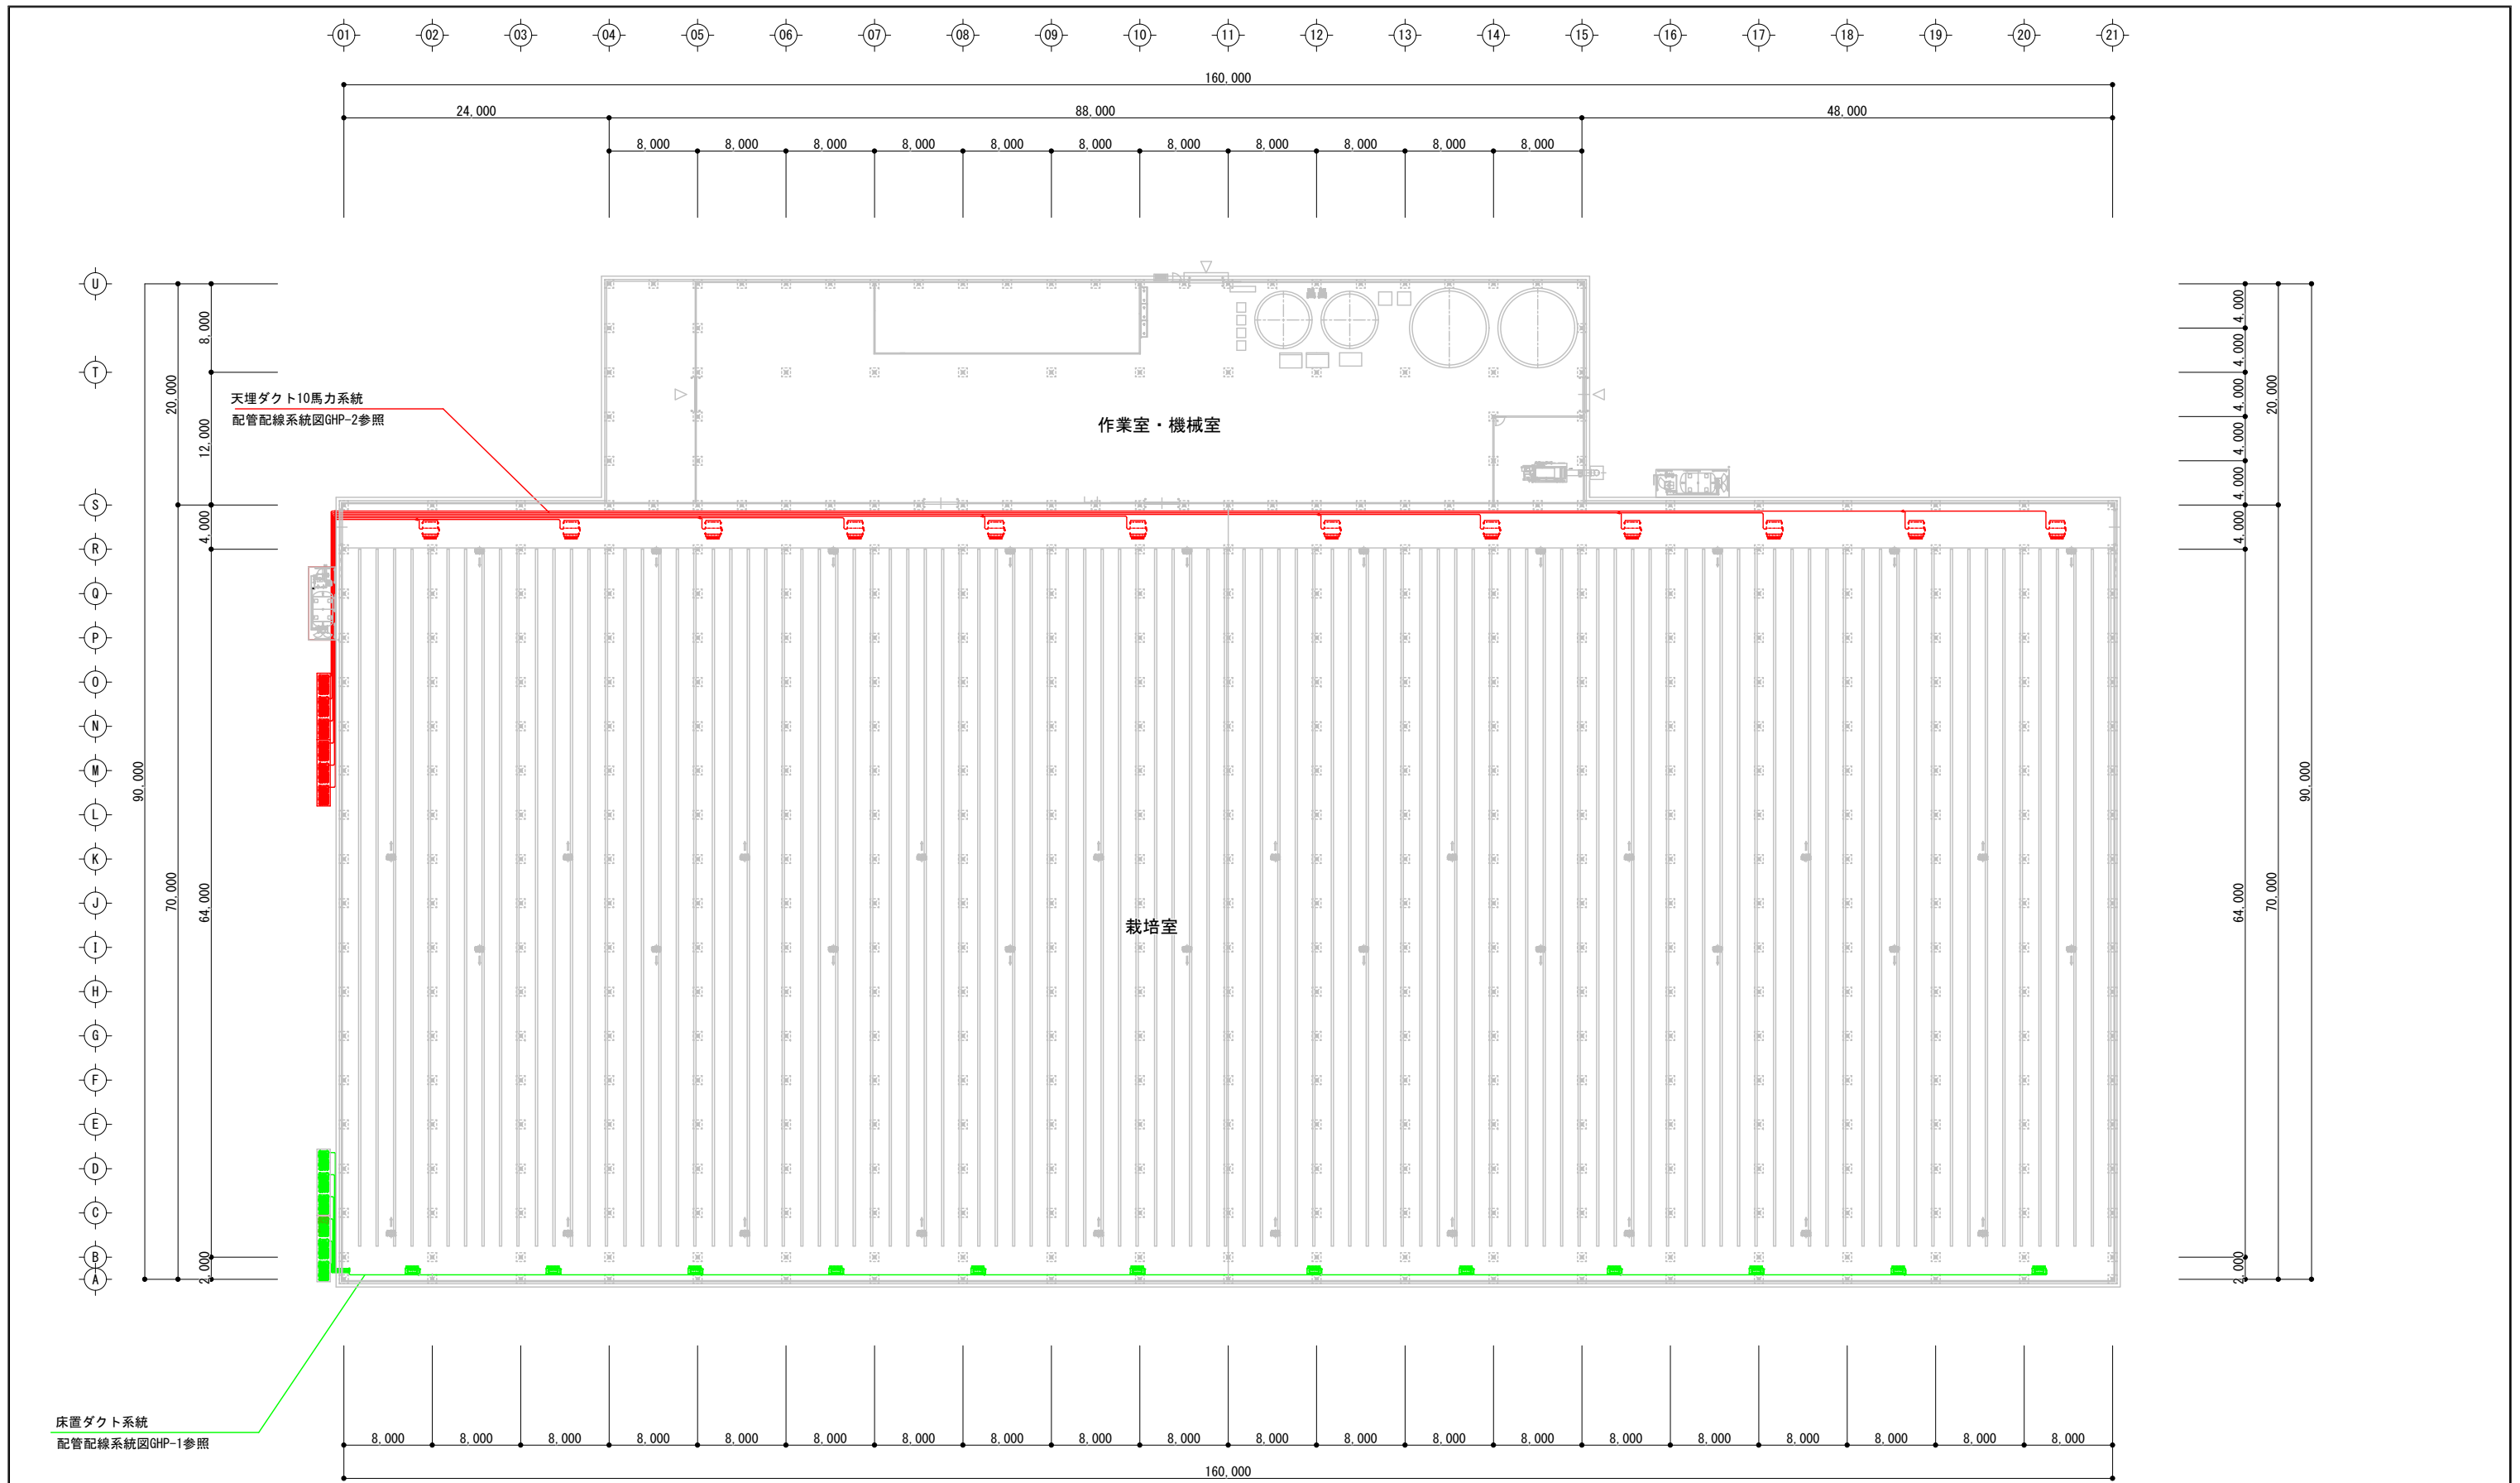 01 02 03 04 05 06 07 08 09 10 11 12 13 14 15 16 17 18 19 20 21
160,000
24,000 88,000 48,000
8,000 8,000 8,000 8,000 8,000 8,000 8,000 8,000 8,000 8,000 8,000
U
T
S
R
Q
P
O
N
M
L
K
J
I
H
G
F
E
D
C
B
A
90,000
20,000
70,000
8,000
12,000
4,000
64,000
2,000
天埋ダクト10馬力系統
配管配線系統図GHP-2参照
作業室・機械室
栽培室
4,000
4,000
4,000
4,000
4,000
4,000
64,000
2,000
20,000
70,000
90,000
床置ダクト系統
配管配線系統図GHP-1参照
8,000 8,000 8,000 8,000 8,000 8,000 8,000 8,000 8,000 8,000 8,000 8,000 8,000 8,000 8,000 8,000 8,000 8,000 8,000 8,000
160,000